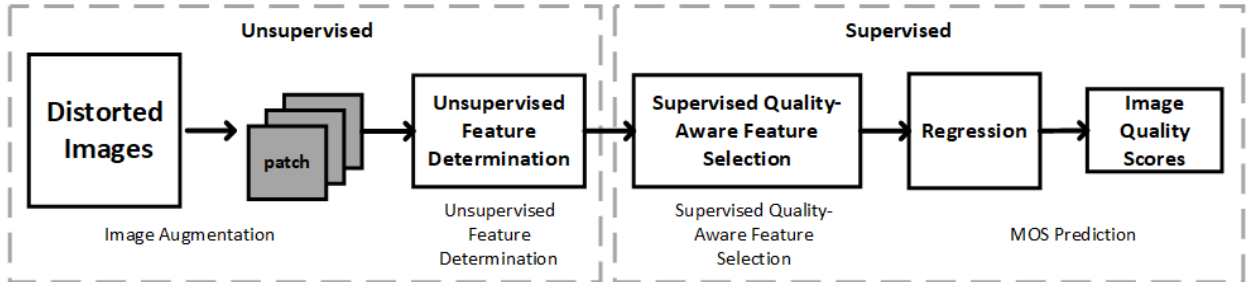 Unsupervised
Supervised
Distorted
Images
patch
Unsupervised
Feature
Determination
Supervised Quality-
Aware Feature
Selection
Regression
Image
Quality
Scores
Image Augmentation
Unsupervised
Feature
Determination
Supervised Quality-
Aware Feature
Selection
MOS Prediction